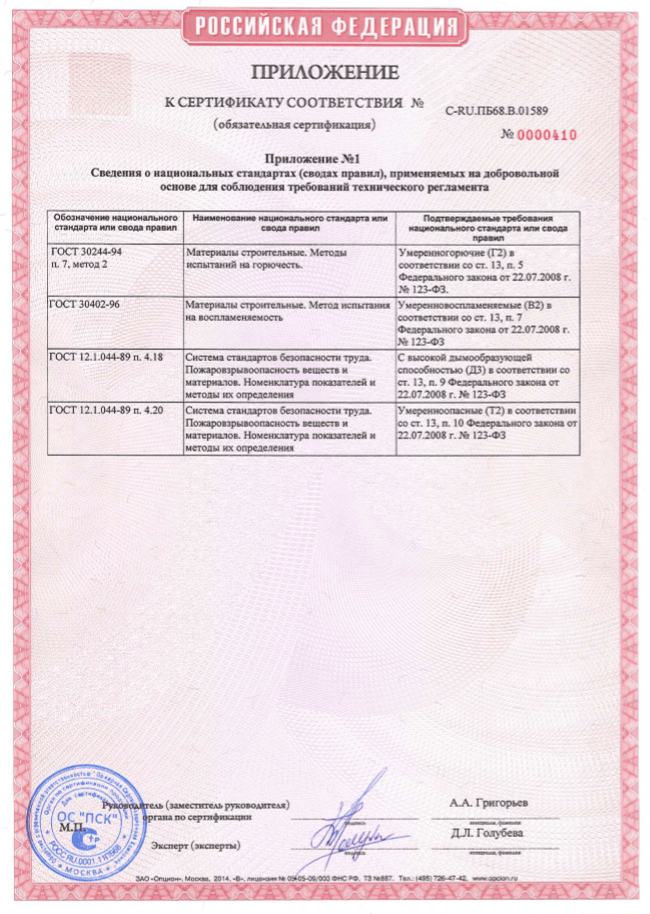 РОССИЙСКАЯ ФЕДЕРАЦИЯ
ПРИЛОЖЕНИЕ
К СЕРТИФИКАТУ СООТВЕТСТВИЯ № C-RU.ПБ68.В.01589
(обязательная сертификация)
№ 0000410
Приложение №1
Сведения о национальных стандартах (сводах правил), применяемых на добровольной
основе для соблюдения требований технического регламента
Обозначение национального
стандарта или свода правил
Наименование национального стандарта или
свода правил
Подтверждаемые требования
национального стандарта или свода
правил
ГОСТ 30244-94
п. 7, метод 2
Материалы строительные. Методы
испытаний на горючесть.
Умеренногорючие (Г2) в
соответствии со ст. 13, п. 5
Федерального закона от 22.07.2008 г.
№ 123-ФЗ.
ГОСТ 30402-96
Материалы строительные. Метод испытания
на воспламеняемость
Умеренновоспламеняемые (В2) в
соответствии со ст. 13, п. 7
Федерального закона от 22.07.2008 г.
№ 123-ФЗ
ГОСТ 12.1.044-89 п. 4.18
Система стандартов безопасности труда.
Пожаровзрывоопасность веществ и
материалов. Номенклатура показателей и
методы их определения
С высокой дымообразующей
способностью (Д3) в соответствии со
ст. 13, п. 9 Федерального закона от
22.07.2008 г. № 123-ФЗ
ГОСТ 12.1.044-89 п. 4.20
Система стандартов безопасности труда.
Пожаровзрывоопасность веществ и
материалов. Номенклатура показателей и
методы их определения
Умеренноопасные (Т2) в соответствии
со ст. 13, п. 10 Федерального закона от
22.07.2008 г. № 123-ФЗ
Руководитель (заместитель руководителя)
органа по сертификации
А.А. Григорьев
М.П.
Эксперт (эксперты)
Д.Л. Голубева
ОС "ПСК"
МОСКВА
ЗАО «Опцион», Москва, 2014, «В», лицензия № 05-05-09/003 ФНС РФ, ТЗ №887. Тел.: (495) 726-47-42, www.opcion.ru